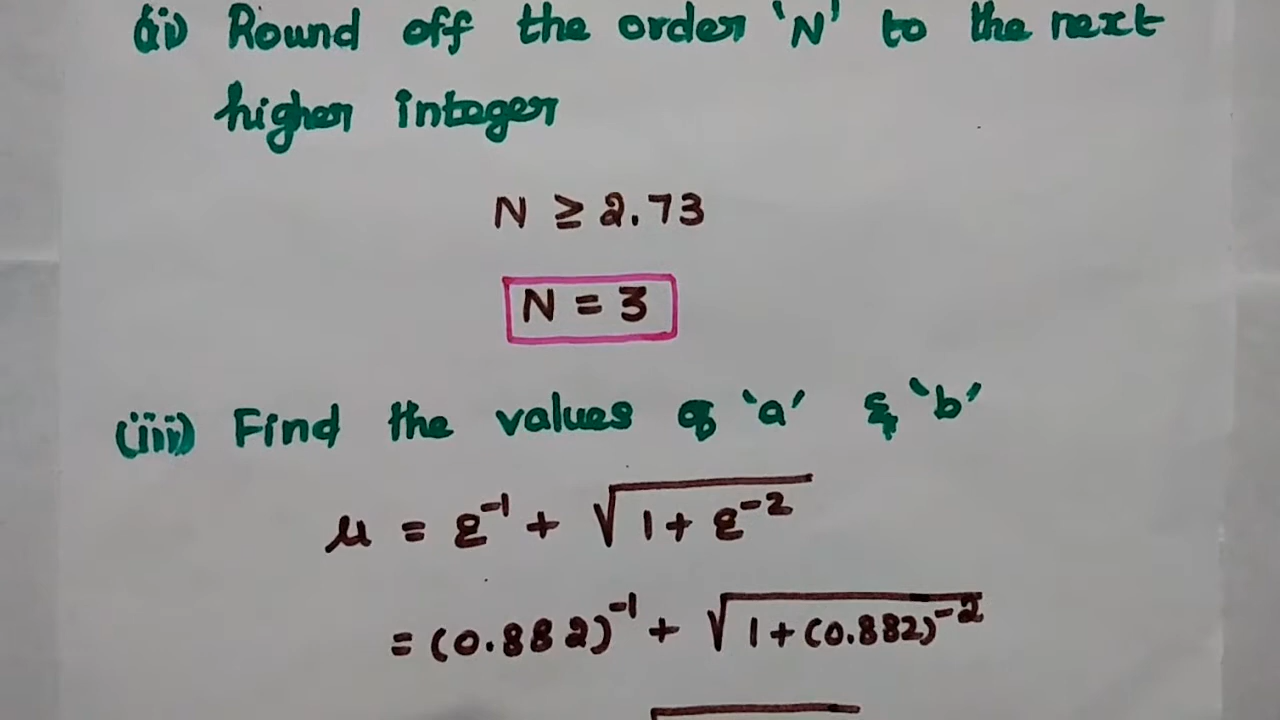 (ii) Round off the order 'N' to the next
higher integer
N ≥ 2.73
N = 3
(iii) Find the values of 'a' & 'b'
μ = ε⁻¹ + √(1 + ε⁻²)
= (0.882)⁻¹ + √(1 + (0.882)⁻²)